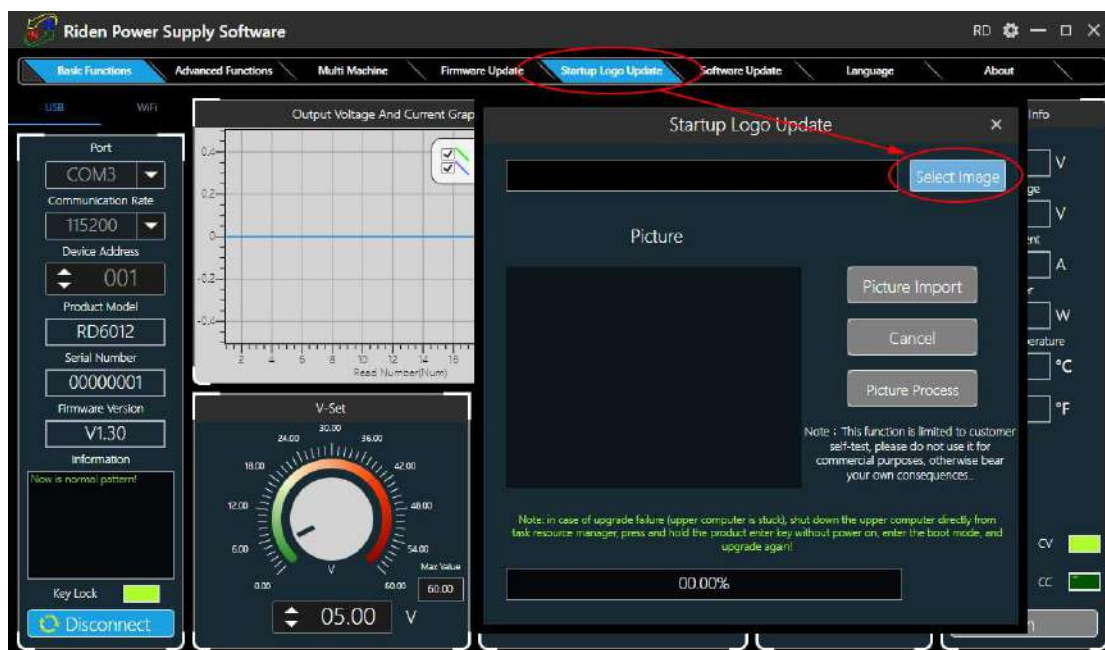 Riden Power Supply Software
RD
Basic Functions
Advanced Functions
Multi Machine
Firmware Update
Startup Logo Update
Software Update
Language
About
USB
WiFi
Port
COM3
Communication Rate
115200
Device Address
001
Product Model
RD6012
Serial Number
00000001
Firmware Version
V1.30
Information
Now is normal pattern!
Key Lock
Disconnect
Output Voltage And Current Grap
0.4
0.2
0
-0.2
-0.4
2 4 6 8 10 12 14 16
Read Number(Num)
V-Set
0.00
6.00
12.00
18.00
24.00
30.00
36.00
42.00
48.00
54.00
60.00
V
Max Value
60.00
05.00 V
Startup Logo Update
Select Image
Picture
Picture Import
Cancel
Picture Process
Note : This function is limited to customer
self-test, please do not use it for
commercial purposes, otherwise bear
your own consequences..
Note: in case of upgrade failure (upper computer is stuck), shut down the upper computer directly from
task resource manager, press and hold the product enter key without power on, enter the boot mode, and
upgrade again!
00.00%
Info
V
ge
V
ent
A
er
W
perature
°C
°F
CV
CC
n